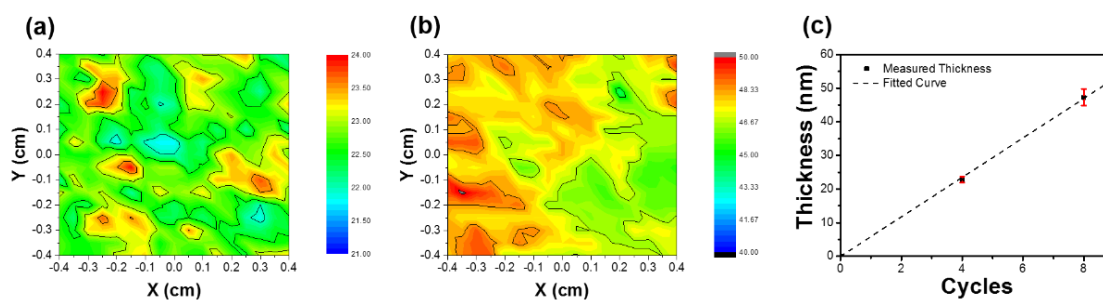 (a)
0.4
0.3
0.2
0.1
0.0
-0.1
-0.2
-0.3
-0.4
Y (cm)
-0.4 -0.3 -0.2 -0.1 0.0 0.1 0.2 0.3 0.4
X (cm)
24.00
23.50
23.00
22.50
22.00
21.50
21.00
(b)
0.4
0.3
0.2
0.1
0.0
-0.1
-0.2
-0.3
-0.4
Y (cm)
-0.4 -0.3 -0.2 -0.1 0.0 0.1 0.2 0.3 0.4
X (cm)
50.00
48.33
46.67
45.00
43.33
41.67
40.00
(c)
60
50
40
30
20
10
0
Thickness (nm)
Measured Thickness
Fitted Curve
0 2 4 6 8
Cycles